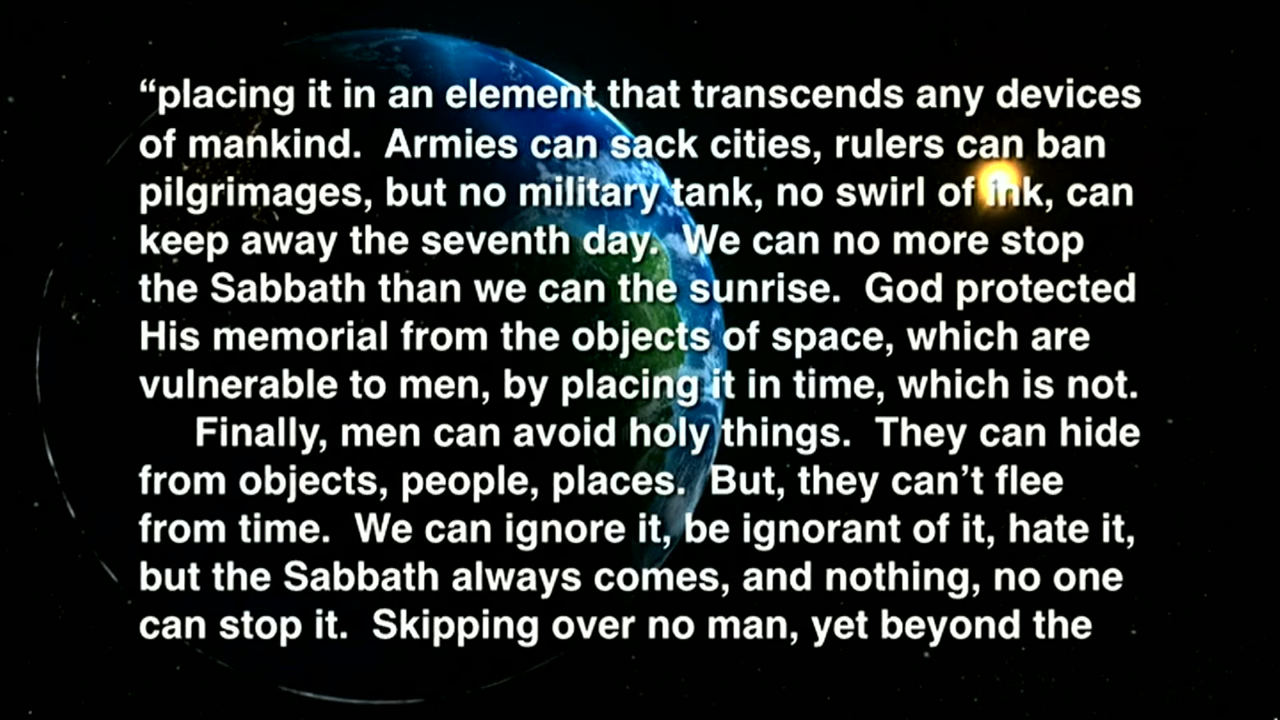 “placing it in an element that transcends any devices
of mankind. Armies can sack cities, rulers can ban
pilgrimages, but no military tank, no swirl of ink, can
keep away the seventh day. We can no more stop
the Sabbath than we can the sunrise. God protected
His memorial from the objects of space, which are
vulnerable to men, by placing it in time, which is not.
Finally, men can avoid holy things. They can hide
from objects, people, places. But, they can’t flee
from time. We can ignore it, be ignorant of it, hate it,
but the Sabbath always comes, and nothing, no one
can stop it. Skipping over no man, yet beyond the